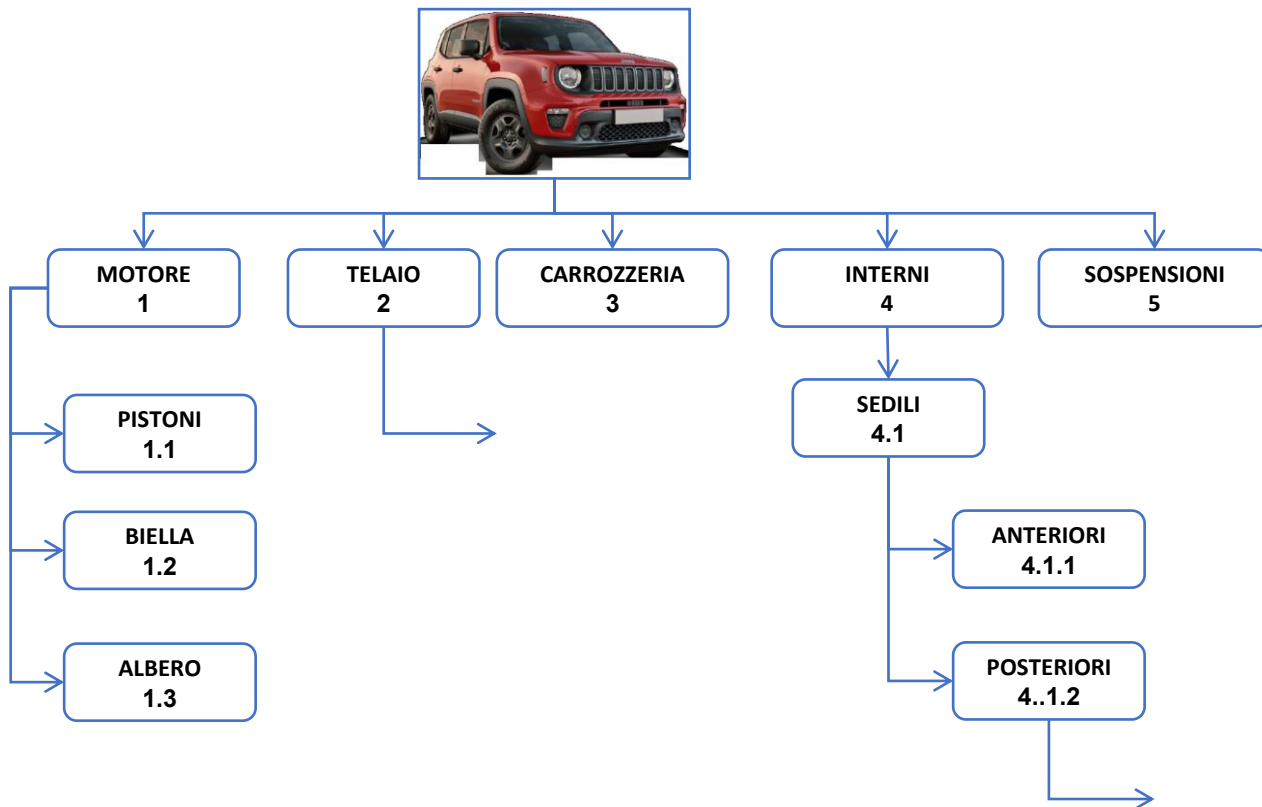 MOTORE
1
TELAIO
2
CARROZZERIA
3
INTERNI
4
SOSPENSIONI
5
PISTONI
1.1
SEDILI
4.1
BIELLA
1.2
ANTERIORI
4.1.1
ALBERO
1.3
POSTERIORI
4..1.2